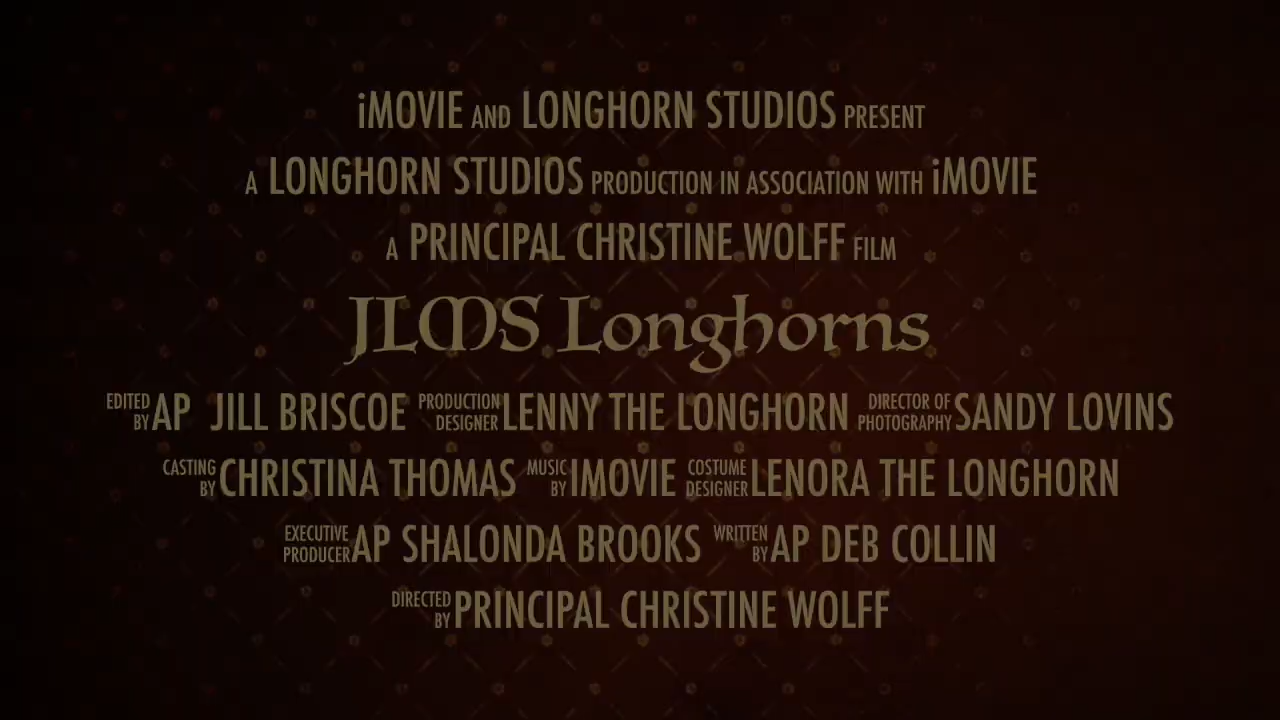 iMOVIE AND LONGHORN STUDIOS PRESENT
A LONGHORN STUDIOS PRODUCTION IN ASSOCIATION WITH iMOVIE
A PRINCIPAL CHRISTINE WOLFF FILM
JLMS Longhorns
EDITED BY AP JILL BRISCOE PRODUCTION DESIGNER LENNY THE LONGHORN DIRECTOR OF PHOTOGRAPHY SANDY LOVINS
CASTING BY CHRISTINA THOMAS MUSIC BY IMOVIE COSTUME DESIGNER LENORA THE LONGHORN
EXECUTIVE PRODUCER AP SHALONDA BROOKS WRITTEN BY AP DEB COLLIN
DIRECTED BY PRINCIPAL CHRISTINE WOLFF